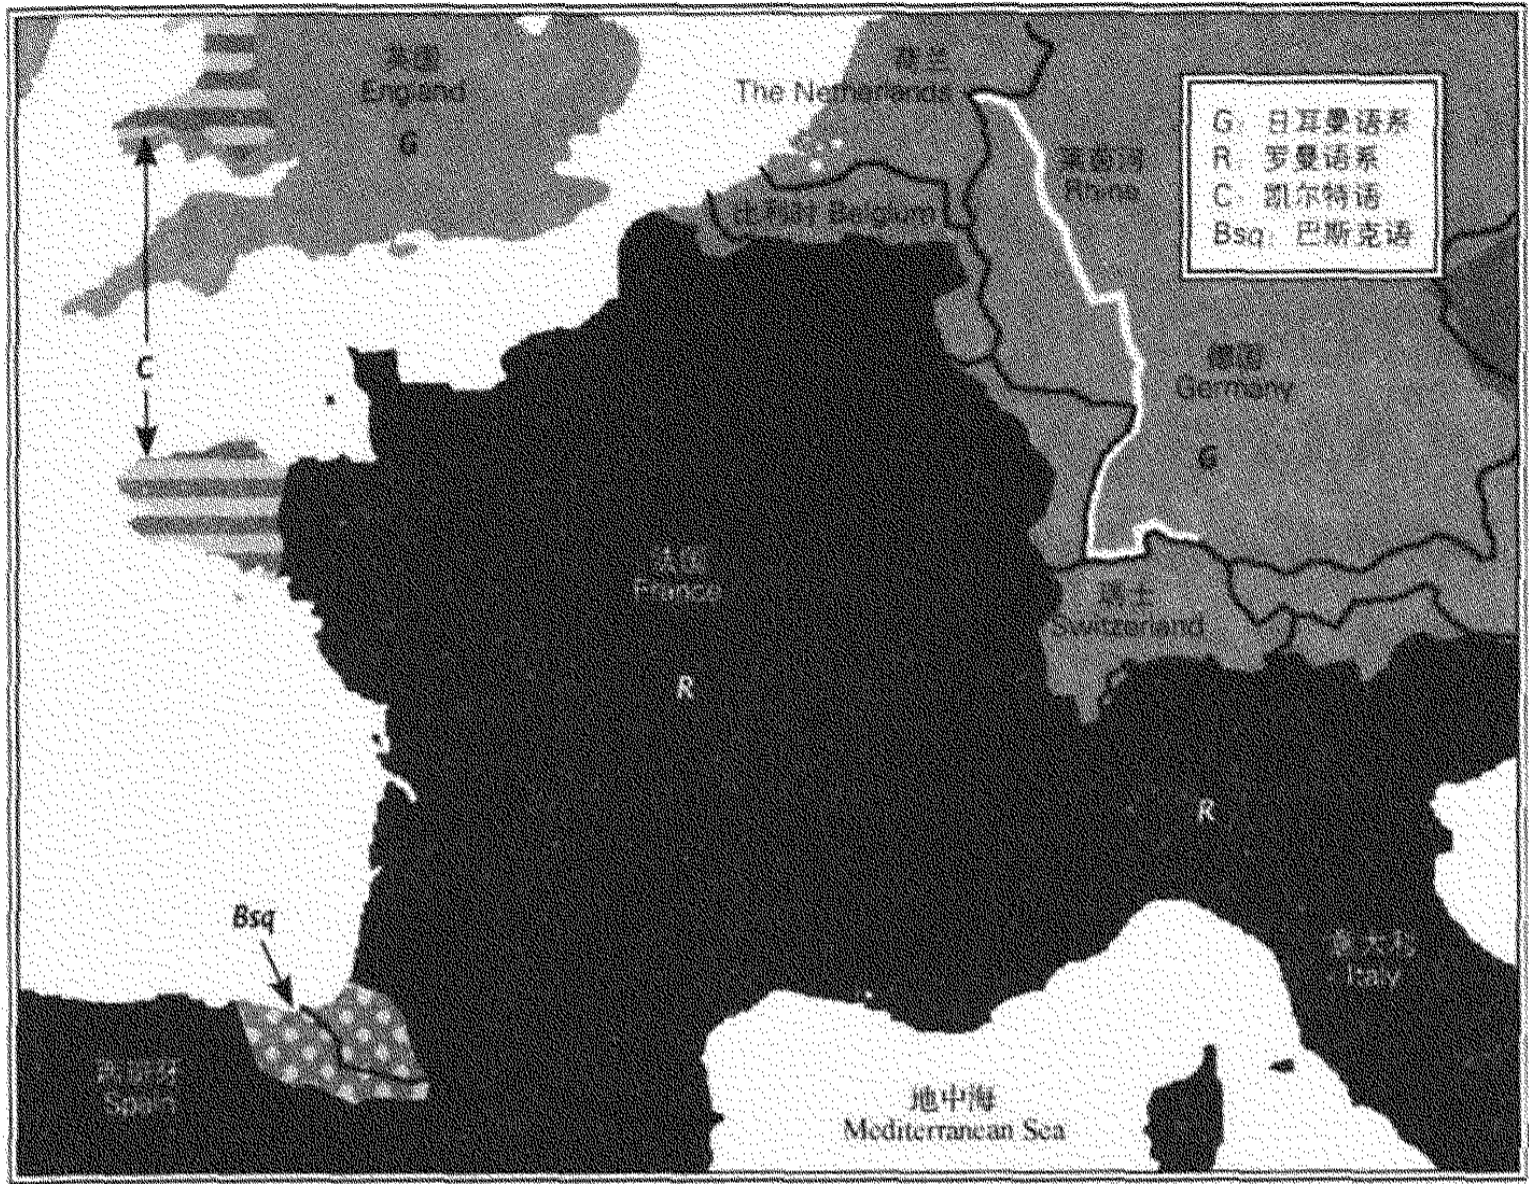 英国
England
G
荷兰
The Netherlands
莱茵河
Rhine
G：日耳曼语系
R：罗曼语系
C：凯尔特语
Bsq：巴斯克语
比利时 Belgium
C
德国
Germany
G
法国
France
瑞士
Switzerland
R
R
Bsq
意大利
Italy
西班牙
Spain
地中海
Mediterranean Sea